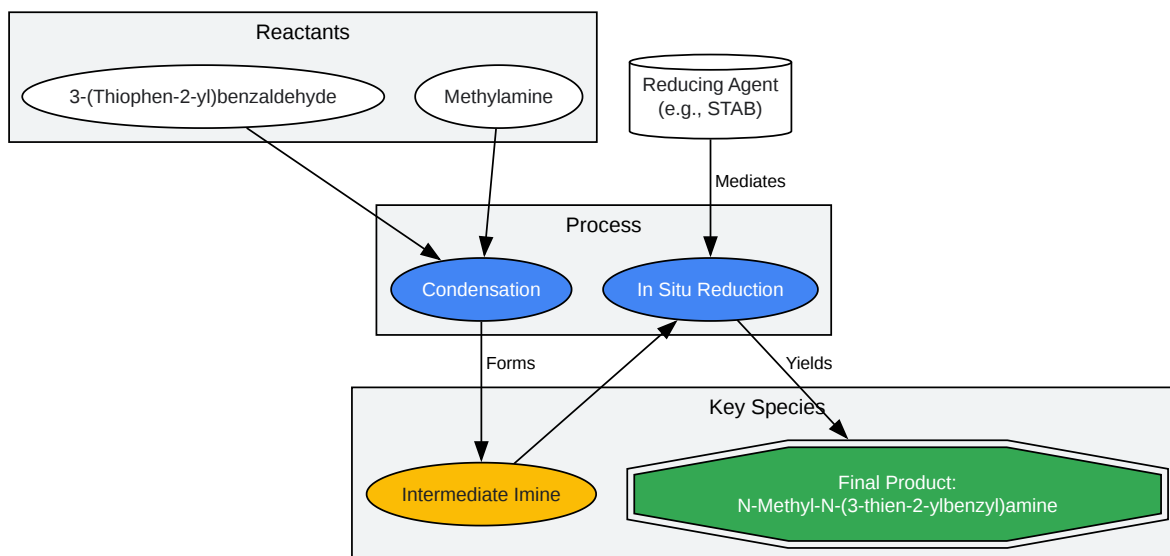 Reactants
3-(Thiophen-2-yl)benzaldehyde
Methylamine
Reducing Agent
(e.g., STAB)
Mediates
Process
Condensation
In Situ Reduction
Forms
Yields
Key Species
Intermediate Imine
Final Product:
N-Methyl-N-(3-thien-2-ylbenzyl)amine